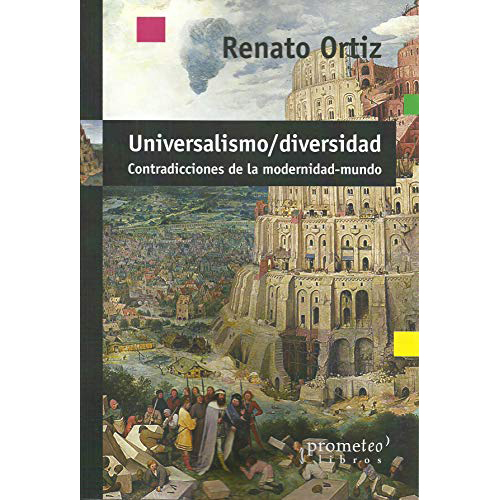 Renato Ortiz
Universalismo/diversidad
Contradicciones de la modernidad-mundo
(prometeo)
libros